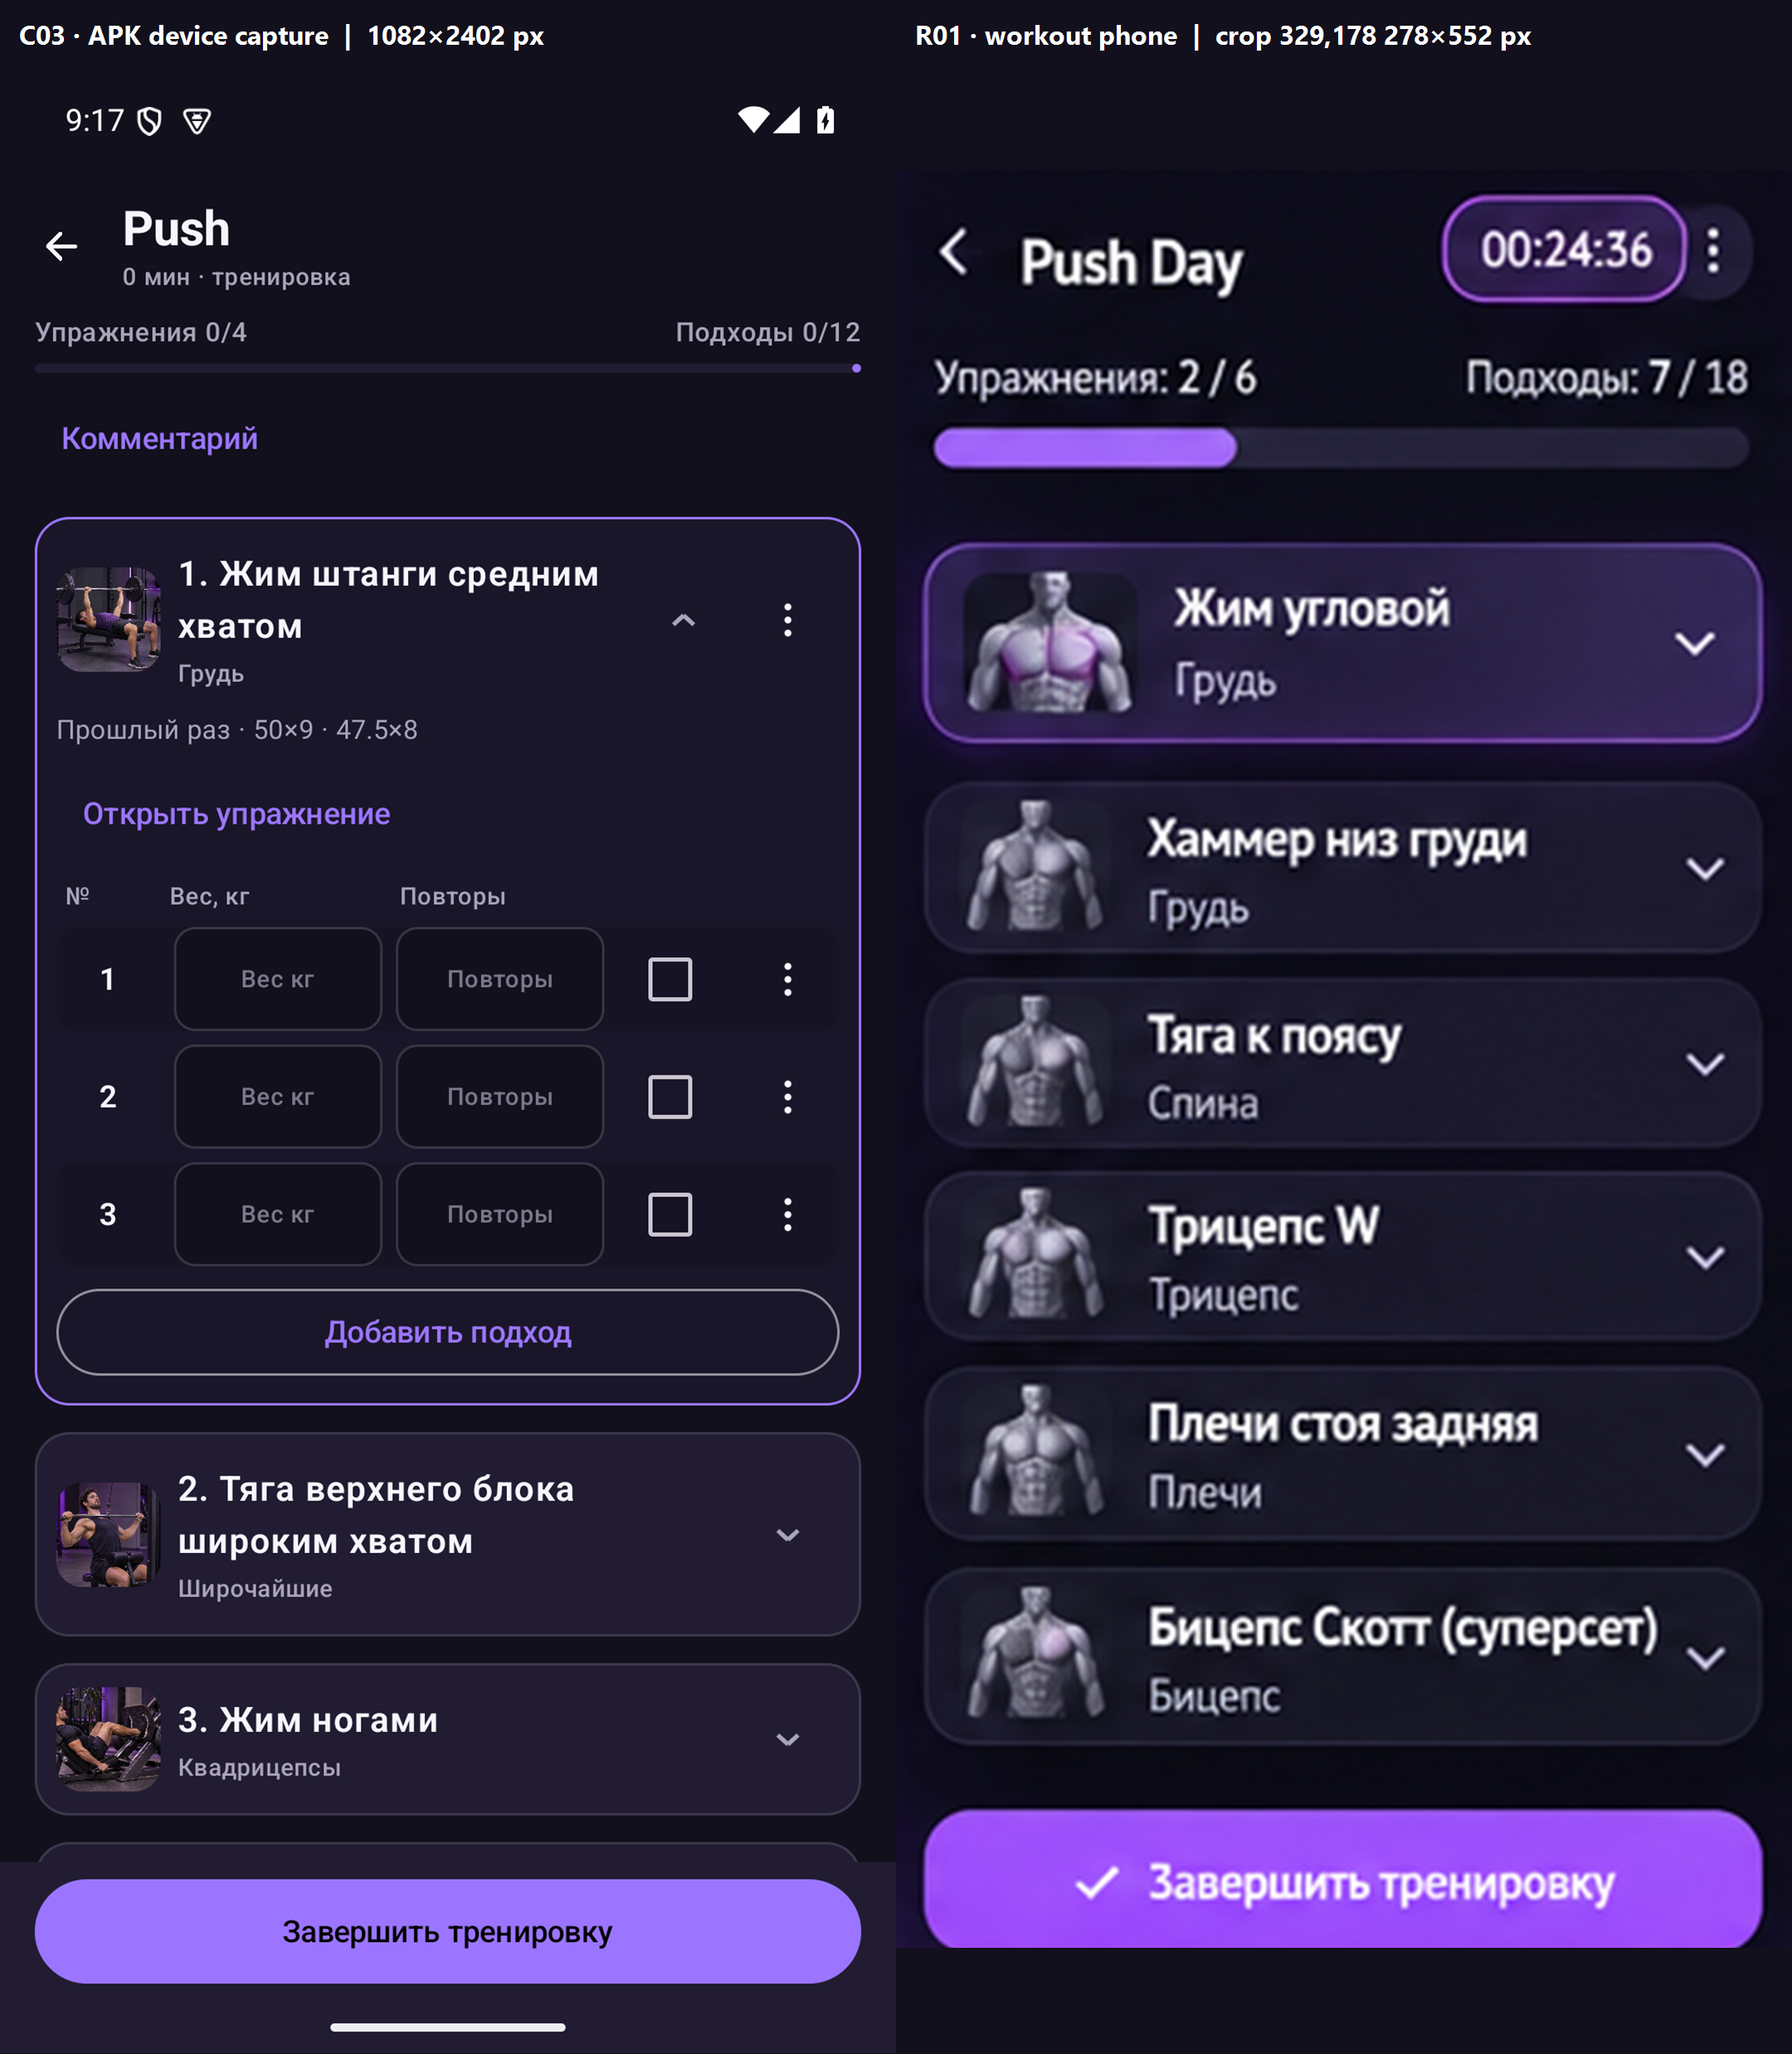 C03 · APK device capture | 1082×2402 px
9:17
Push
0 мин · тренировка
Упражнения 0/4
Подходы 0/12
Комментарий
1. Жим штанги средним
хватом
Грудь
Прошлый раз · 50×9 · 47.5×8
Открыть упражнение
№ Вес, кг Повторы
1 Вес кг Повторы
2 Вес кг Повторы
3 Вес кг Повторы
Добавить подход
2. Тяга верхнего блока
широким хватом
Широчайшие
3. Жим ногами
Квадрицепсы
Завершить тренировку
R01 · workout phone | crop 329,178 278×552 px
Push Day
00:24:36
Упражнения: 2 / 6
Подходы: 7 / 18
Жим угловой
Грудь
Хаммер низ груди
Грудь
Тяга к поясу
Спина
Трицепс W
Трицепс
Плечи стоя задняя
Плечи
Бицепс Скотт (суперсет)
Бицепс
Завершить тренировку